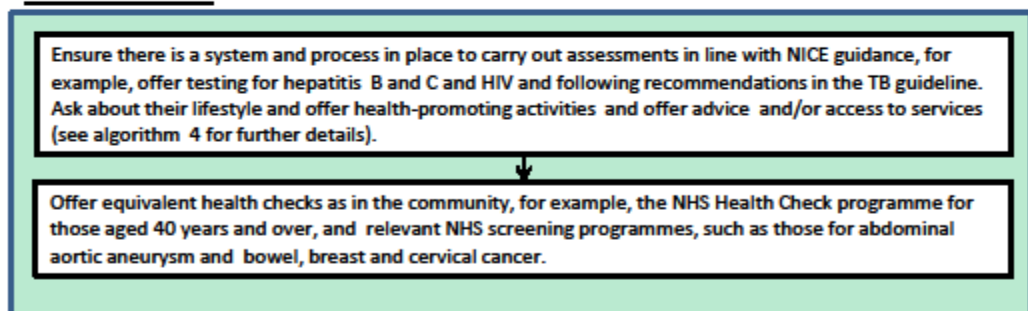 Ensure there is a system and process in place to carry out assessments in line with NICE guidance, for
example, offer testing for hepatitis B and C and HIV and following recommendations in the TB guideline.
Ask about their lifestyle and offer health-promoting activities and offer advice and/or access to services
(see algorithm 4 for further details).
Offer equivalent health checks as in the community, for example, the NHS Health Check programme for
those aged 40 years and over, and relevant NHS screening programmes, such as those for abdominal
aortic aneurysm and bowel, breast and cervical cancer.